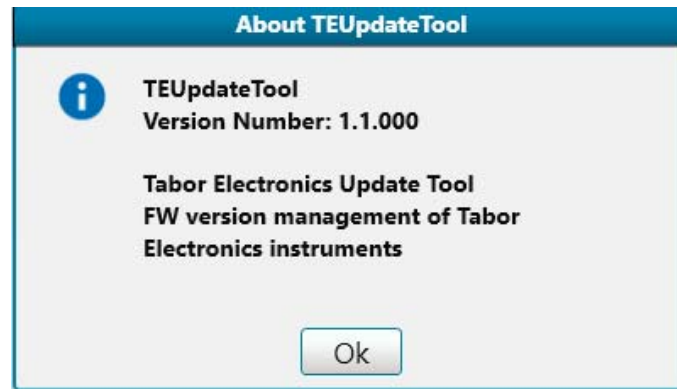 About TEUpdateTool
TEUpdateTool
Version Number: 1.1.000
Tabor Electronics Update Tool
FW version management of Tabor
Electronics instruments
Ok